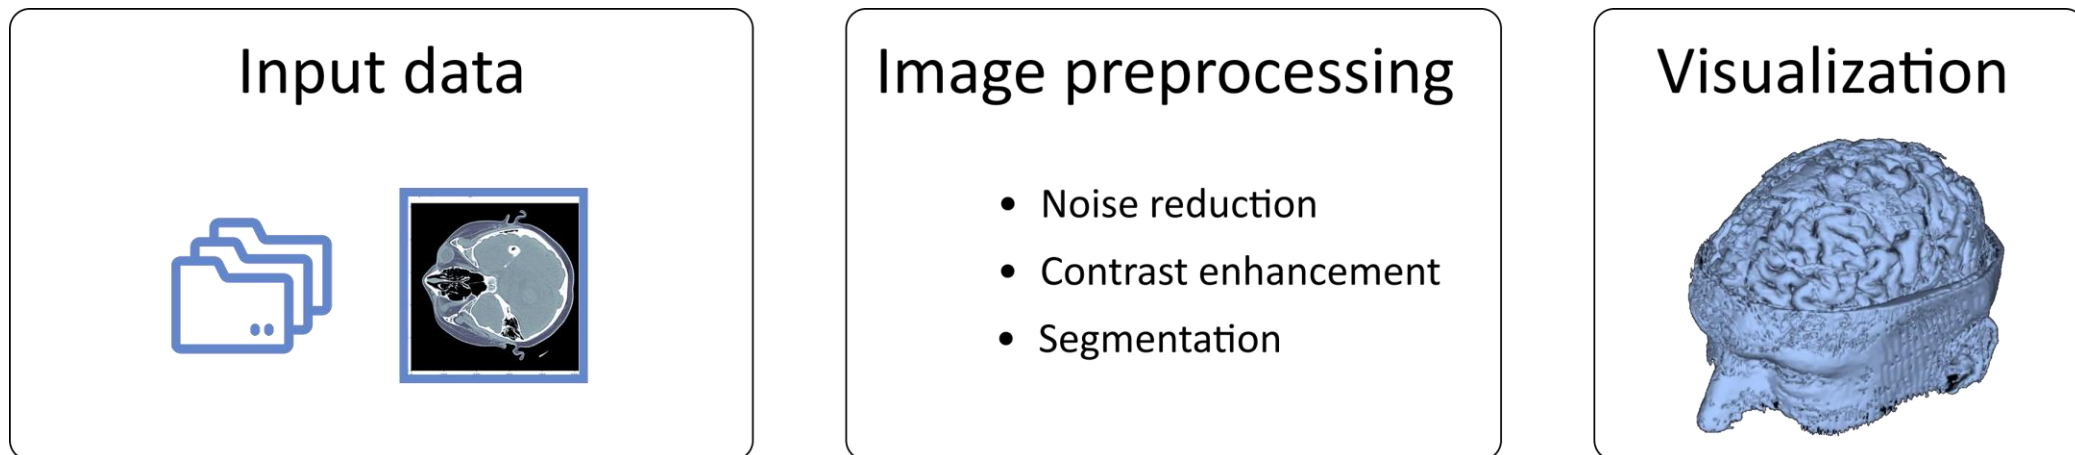 Input data
Image preprocessing
• Noise reduction
• Contrast enhancement
• Segmentation
Visualization